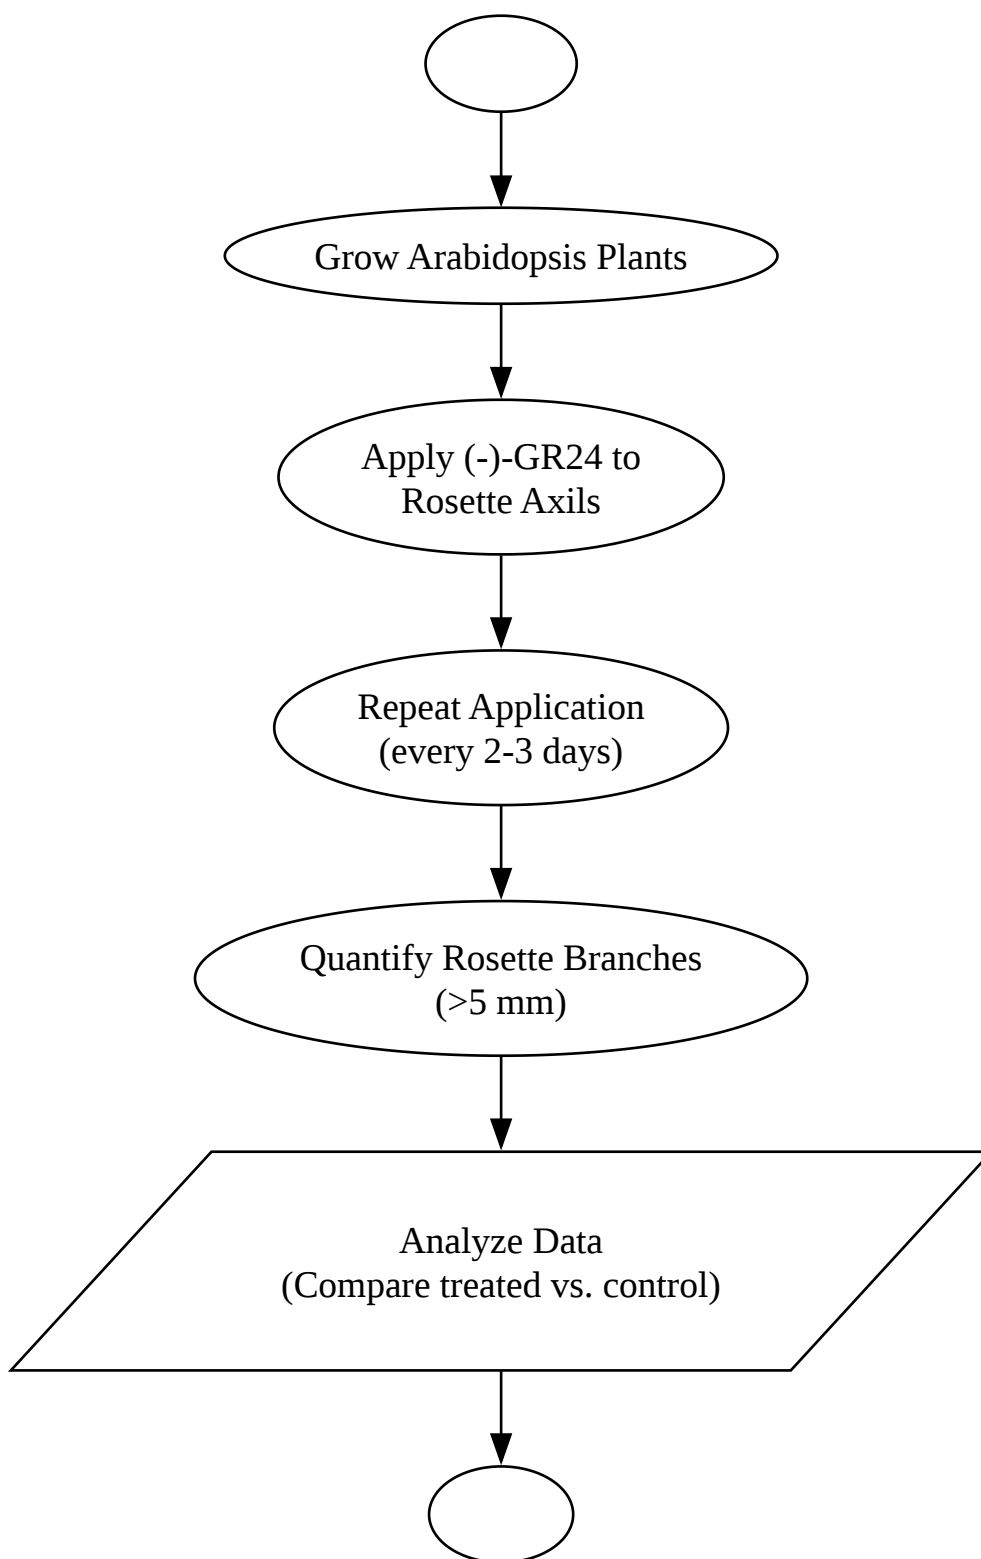 Grow Arabidopsis Plants
Apply (-)-GR24 to
Rosette Axils
Repeat Application
(every 2-3 days)
Quantify Rosette Branches
(>5 mm)
Analyze Data
(Compare treated vs. control)